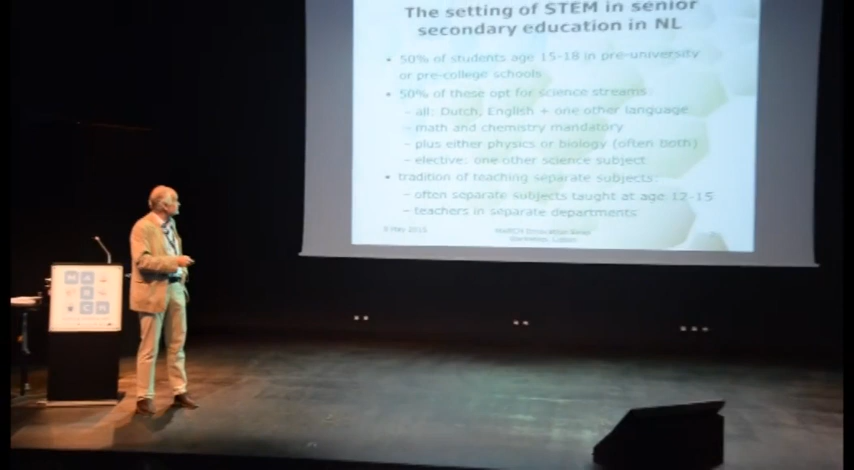 The setting of STEM in senior
secondary education in NL
• 50% of students age 15-18 in pre-university
or pre-college schools
• 50% of these opt for science streams:
– all: Dutch, English + one other language
– math and chemistry mandatory
– plus either physics or biology (often both)
– elective: one other science subject
• tradition of teaching separate subjects:
– often separate subjects taught at age 12-15
– teachers in separate departments
MARCH